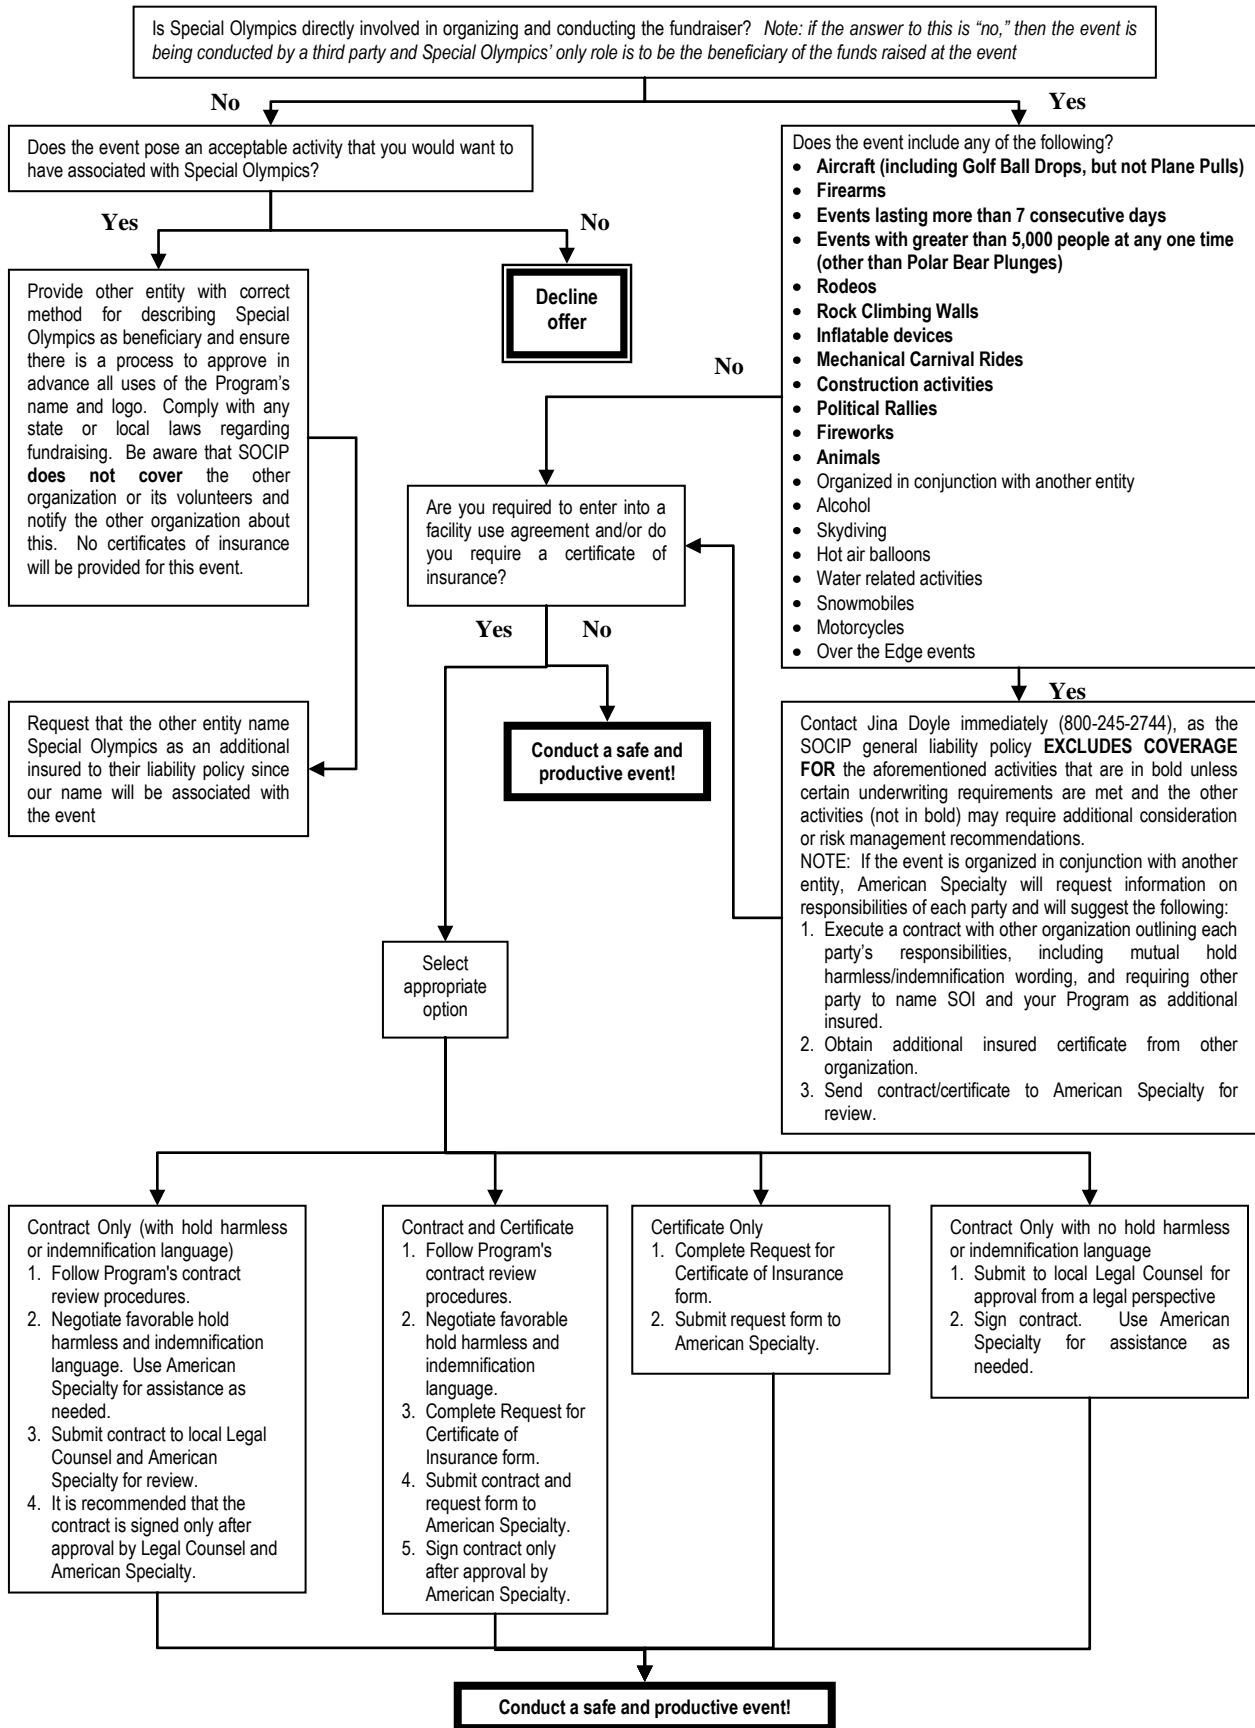 Is Special Olympics directly involved in organizing and conducting the fundraiser? Note: if the answer to this is “no,” then the event is
being conducted by a third party and Special Olympics’ only role is to be the beneficiary of the funds raised at the event
No
Yes
Does the event pose an acceptable activity that you would want to
have associated with Special Olympics?
Yes
No
Decline
offer
Provide other entity with correct
method for describing Special
Olympics as beneficiary and ensure
there is a process to approve in
advance all uses of the Program’s
name and logo. Comply with any
state or local laws regarding
fundraising. Be aware that SOCIP
does not cover the other
organization or its volunteers and
notify the other organization about
this. No certificates of insurance
will be provided for this event.
Request that the other entity name
Special Olympics as an additional
insured to their liability policy since
our name will be associated with
the event
Does the event include any of the following?
• Aircraft (including Golf Ball Drops, but not Plane Pulls)
• Firearms
• Events lasting more than 7 consecutive days
• Events with greater than 5,000 people at any one time
(other than Polar Bear Plunges)
• Rodeos
• Rock Climbing Walls
• Inflatable devices
• Mechanical Carnival Rides
• Construction activities
• Political Rallies
• Fireworks
• Animals
• Organized in conjunction with another entity
• Alcohol
• Skydiving
• Hot air balloons
• Water related activities
• Snowmobiles
• Motorcycles
• Over the Edge events
No
Yes
Contact Jina Doyle immediately (800-245-2744), as the
SOCIP general liability policy EXCLUDES COVERAGE
FOR the aforementioned activities that are in bold unless
certain underwriting requirements are met and the other
activities (not in bold) may require additional consideration
or risk management recommendations.
NOTE: If the event is organized in conjunction with another
entity, American Specialty will request information on
responsibilities of each party and will suggest the following:
1. Execute a contract with other organization outlining each
party’s responsibilities, including mutual hold
harmless/indemnification wording, and requiring other
party to name SOI and your Program as additional
insured.
2. Obtain additional insured certificate from other
organization.
3. Send contract/certificate to American Specialty for
review.
Are you required to enter into a
facility use agreement and/or do
you require a certificate of
insurance?
Yes
No
Conduct a safe and
productive event!
Select
appropriate
option
Contract Only (with hold harmless
or indemnification language)
1. Follow Program's contract
review procedures.
2. Negotiate favorable hold
harmless and indemnification
language. Use American
Specialty for assistance as
needed.
3. Submit contract to local Legal
Counsel and American
Specialty for review.
4. It is recommended that the
contract is signed only after
approval by Legal Counsel and
American Specialty.
Contract and Certificate
1. Follow Program's
contract review
procedures.
2. Negotiate favorable
hold harmless and
indemnification
language.
3. Complete Request for
Certificate of
Insurance form.
4. Submit contract and
request form to
American Specialty.
5. Sign contract only
after approval by
American Specialty.
Certificate Only
1. Complete Request for
Certificate of Insurance
form.
2. Submit request form to
American Specialty.
Contract Only with no hold harmless
or indemnification language
1. Submit to local Legal Counsel for
approval from a legal perspective
2. Sign contract. Use American
Specialty for assistance as
needed.
Conduct a safe and productive event!